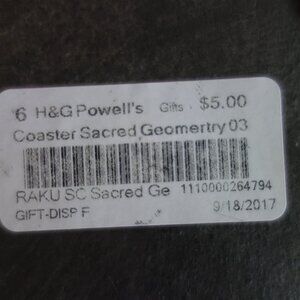 6 H&G Powell's Gifts $5.00
Coaster Sacred Geomertry 03
RAKU SC Sacred Ge 1110000264794
GIFT-DISP F 9/18/2017